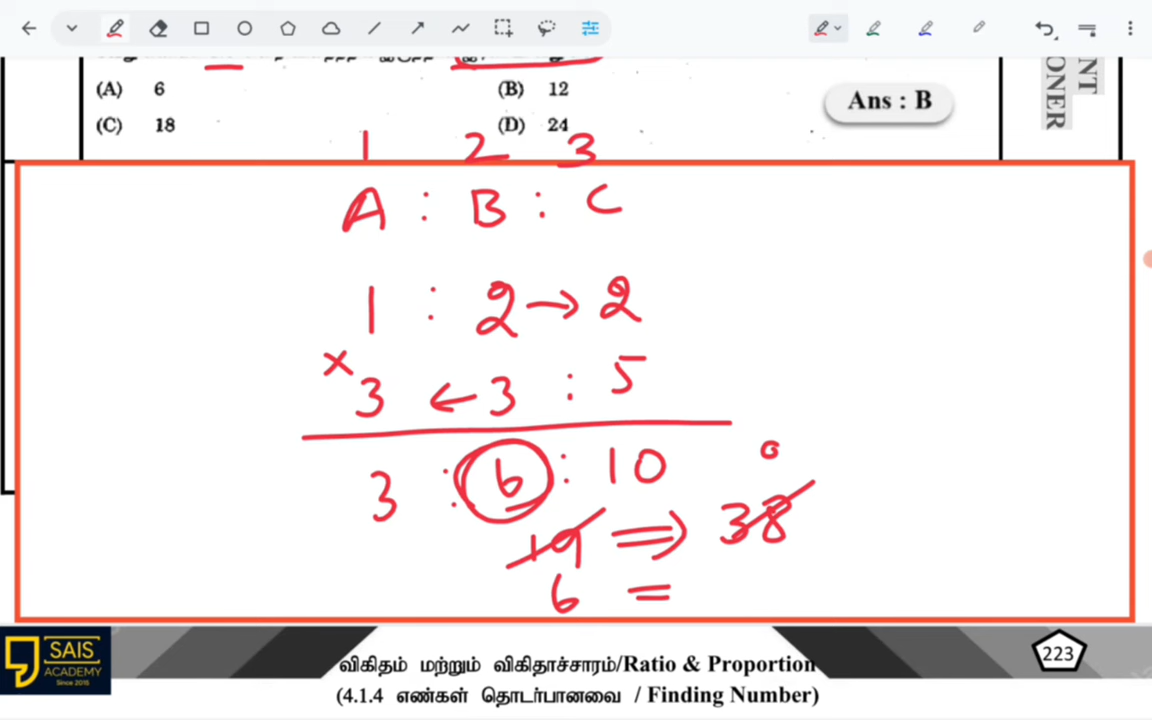 (A) 6 (B) 12
Ans : B
(C) 18 (D) 24
1 2 3
A : B : C
1 : 2 → 2
× 3 ← 3 : 5
3 : 6 : 10
19 ⇒ 38
6 =
NT
ONER
SAIS
ACADEMY
Since 2015
விகிதம் மற்றும் விகிதாச்சாரம்/Ratio & Proportion
(4.1.4 எண்கள் தொடர்பானவை / Finding Number)
223